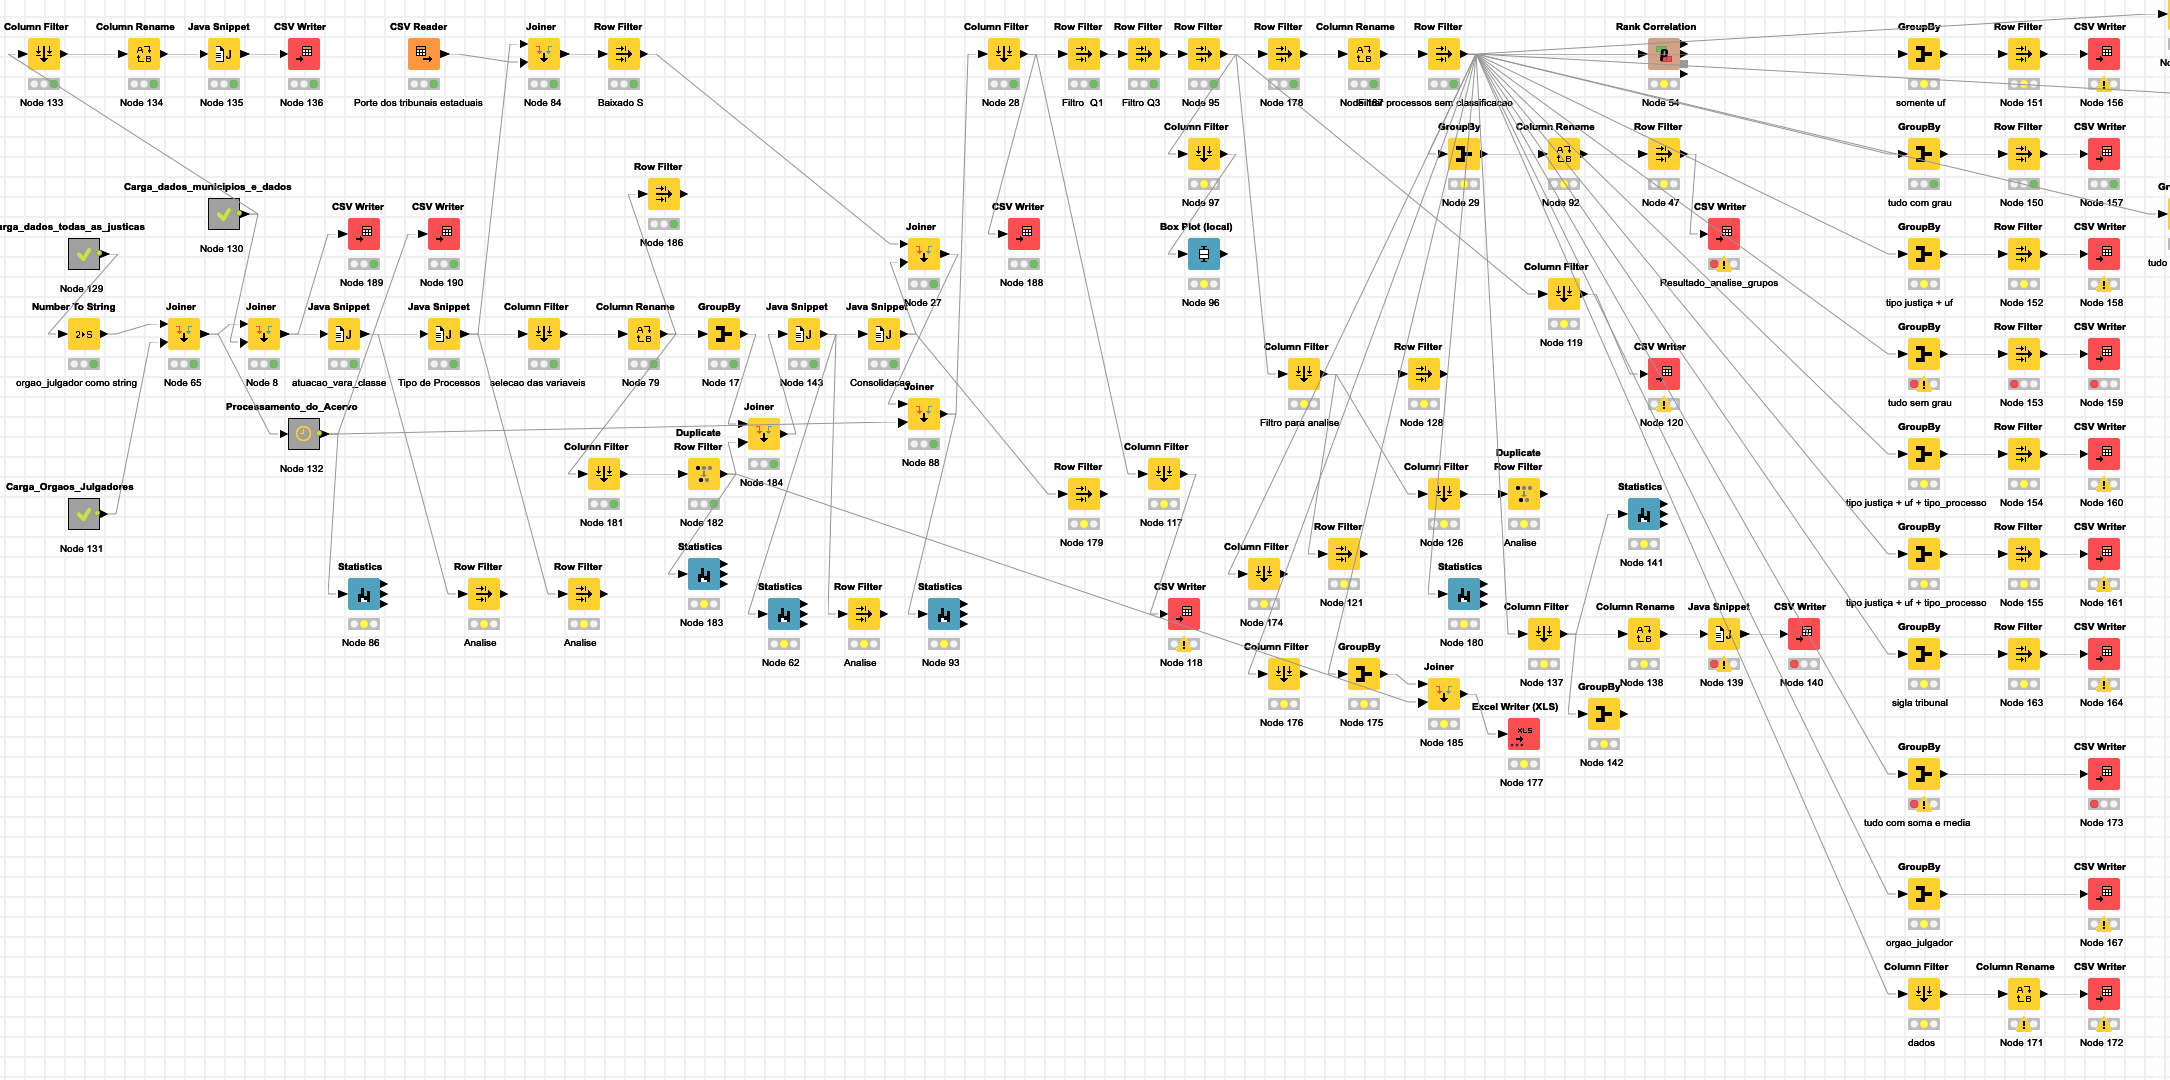 Column Filter
Node 133
Column Rename
Node 134
Java Snippet
Node 135
CSV Writer
Node 136
CSV Reader
Porte dos tribunais estaduais
Joiner
Node 84
Row Filter
Baixado S
Column Filter
Node 28
Row Filter
Filtro Q1
Row Filter
Filtro Q3
Row Filter
Node 95
Row Filter
Node 178
Column Rename
Row Filter
processos sem classificacao
Rank Correlation
Node 54
GroupBy
somente uf
Row Filter
Node 151
CSV Writer
Node 156
Column Filter
Node 97
GroupBy
Node 29
Column Rename
Node 92
Row Filter
Node 47
GroupBy
tudo com grau
Row Filter
Node 150
CSV Writer
Node 157
Row Filter
Node 186
Carga_dados_municipios_e_dados
Node 130
arga_dados_todas_as_justicas
Node 129
CSV Writer
Node 189
CSV Writer
Node 190
Joiner
Node 27
CSV Writer
Node 188
Box Plot (local)
Node 96
CSV Writer
Resultado_analise_grupos
GroupBy
tipo justiça + uf
Row Filter
Node 152
CSV Writer
Node 158
tudo
Column Filter
Node 119
Number To String
orgao_julgador como string
Joiner
Node 65
Joiner
Node 8
Java Snippet
atuacao_vara_classe
Java Snippet
Tipo de Processos
Column Filter
selecao das variaveis
Column Rename
Node 79
GroupBy
Node 17
Java Snippet
Node 143
Java Snippet
Consolidacao
Column Filter
Filtro para analise
Row Filter
Node 128
CSV Writer
Node 120
GroupBy
tudo sem grau
Row Filter
Node 153
CSV Writer
Node 159
Joiner
Node 88
Processamento_do_Acervo
Node 132
Joiner
Node 184
Column Filter
Node 181
Duplicate
Row Filter
Node 182
Row Filter
Node 179
Column Filter
Node 117
Column Filter
Node 126
Duplicate
Row Filter
Analise
Statistics
Node 141
GroupBy
tipo justiça + uf + tipo_processo
Row Filter
Node 154
CSV Writer
Node 160
Carga_Orgaos_Julgadores
Node 131
Row Filter
Node 121
GroupBy
tipo justiça + uf + tipo_processo
Row Filter
Node 155
CSV Writer
Node 161
Statistics
Node 86
Row Filter
Analise
Row Filter
Analise
Statistics
Node 183
Statistics
Node 62
Row Filter
Analise
Statistics
Node 93
CSV Writer
Node 118
Column Filter
Node 174
Statistics
Node 180
Column Filter
Node 137
Column Rename
Node 138
Java Snippet
Node 139
CSV Writer
Node 140
GroupBy
sigla tribunal
Row Filter
Node 163
CSV Writer
Node 164
Column Filter
Node 176
GroupBy
Node 175
Joiner
Node 185
Excel Writer (XLS)
XLS
Node 177
GroupBy
Node 142
GroupBy
tudo com soma e media
CSV Writer
Node 173
GroupBy
orgao_julgador
CSV Writer
Node 167
Column Filter
dados
Column Rename
Node 171
CSV Writer
Node 172